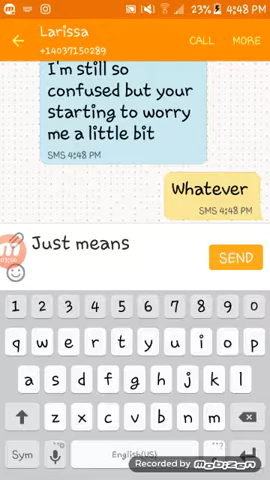 23% 4:48 PM
Larissa
+14037150289
CALL MORE
I'm still so
confused but your
starting to worry
me a little bit
SMS 4:48 PM
Whatever
SMS 4:48 PM
Just means
SEND
1 2 3 4 5 6 7 8 9 0
q w e r t y u i o p
a s d f g h j k l
z x c v b n m
Sym English(US)
Recorded by Mobizen